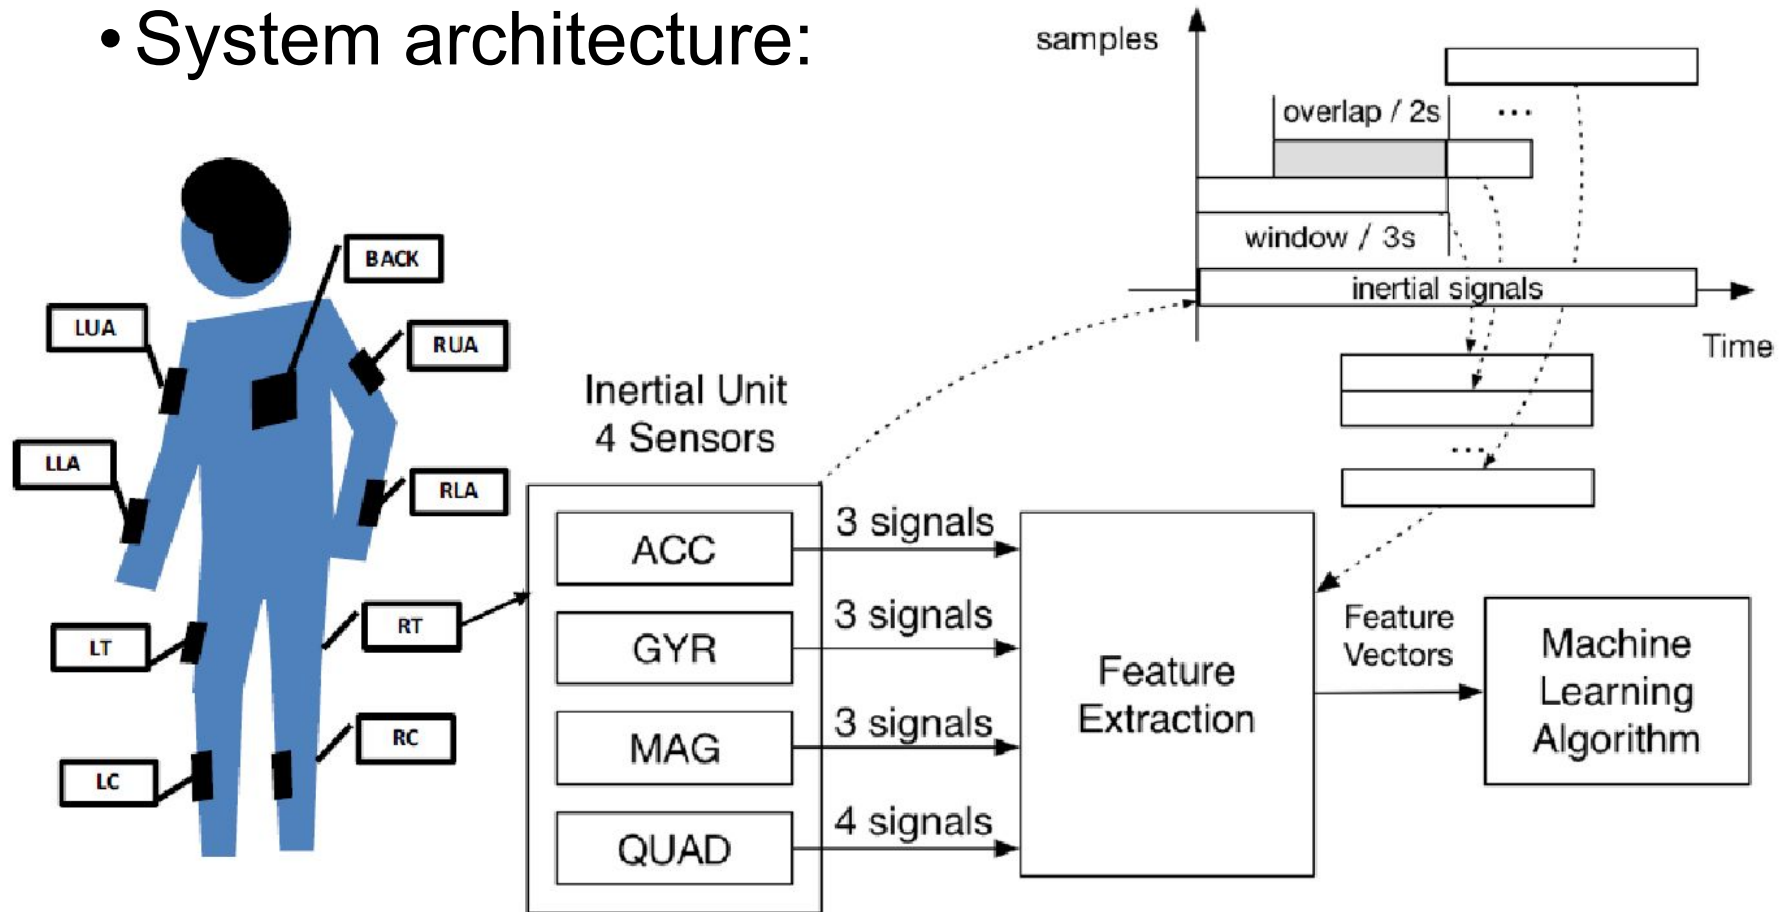 • System architecture:
samples
overlap / 2s
...
window / 3s
inertial signals
Time
...
BACK
LUA
RUA
LLA
RLA
LT
RT
LC
RC
Inertial Unit
4 Sensors
ACC
GYR
MAG
QUAD
3 signals
3 signals
3 signals
4 signals
Feature
Extraction
Feature
Vectors
Machine
Learning
Algorithm